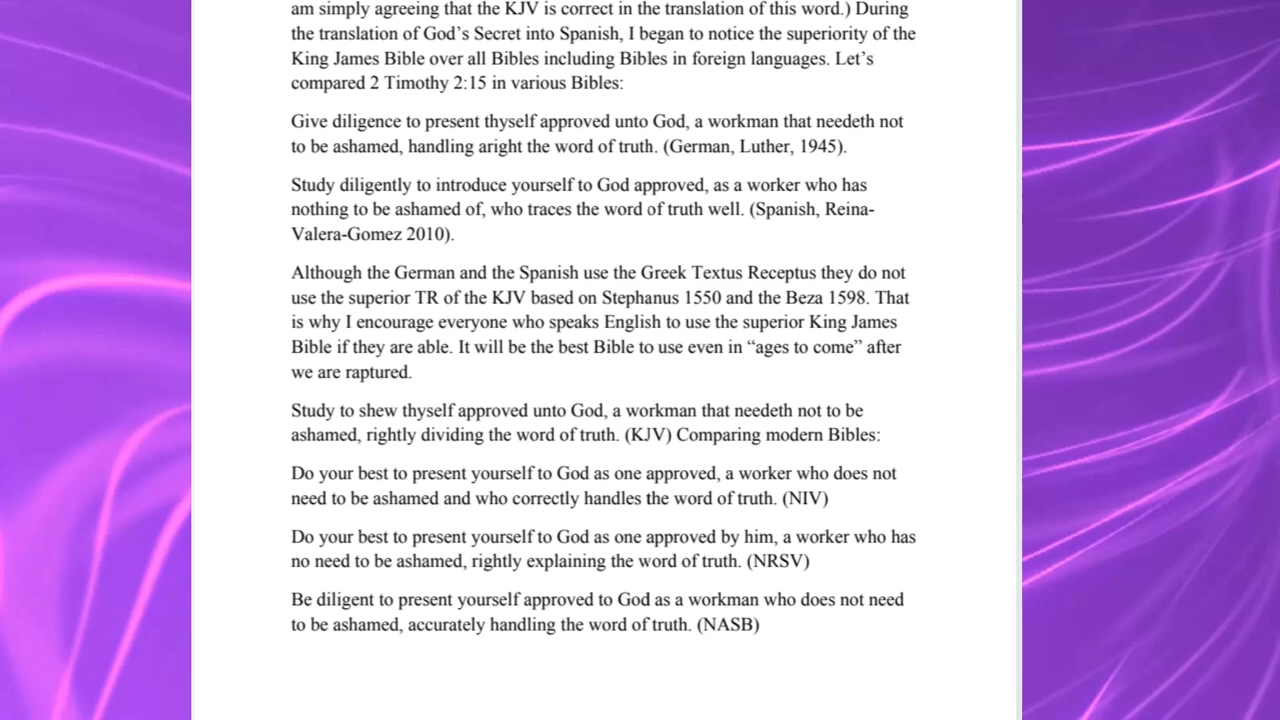 am simply agreeing that the KJV is correct in the translation of this word.) During
the translation of God’s Secret into Spanish, I began to notice the superiority of the
King James Bible over all Bibles including Bibles in foreign languages. Let’s
compared 2 Timothy 2:15 in various Bibles:
Give diligence to present thyself approved unto God, a workman that needeth not
to be ashamed, handling aright the word of truth. (German, Luther, 1945).
Study diligently to introduce yourself to God approved, as a worker who has
nothing to be ashamed of, who traces the word of truth well. (Spanish, Reina-
Valera-Gomez 2010).
Although the German and the Spanish use the Greek Textus Receptus they do not
use the superior TR of the KJV based on Stephanus 1550 and the Beza 1598. That
is why I encourage everyone who speaks English to use the superior King James
Bible if they are able. It will be the best Bible to use even in “ages to come” after
we are raptured.
Study to shew thyself approved unto God, a workman that needeth not to be
ashamed, rightly dividing the word of truth. (KJV) Comparing modern Bibles:
Do your best to present yourself to God as one approved, a worker who does not
need to be ashamed and who correctly handles the word of truth. (NIV)
Do your best to present yourself to God as one approved by him, a worker who has
no need to be ashamed, rightly explaining the word of truth. (NRSV)
Be diligent to present yourself approved to God as a workman who does not need
to be ashamed, accurately handling the word of truth. (NASB)